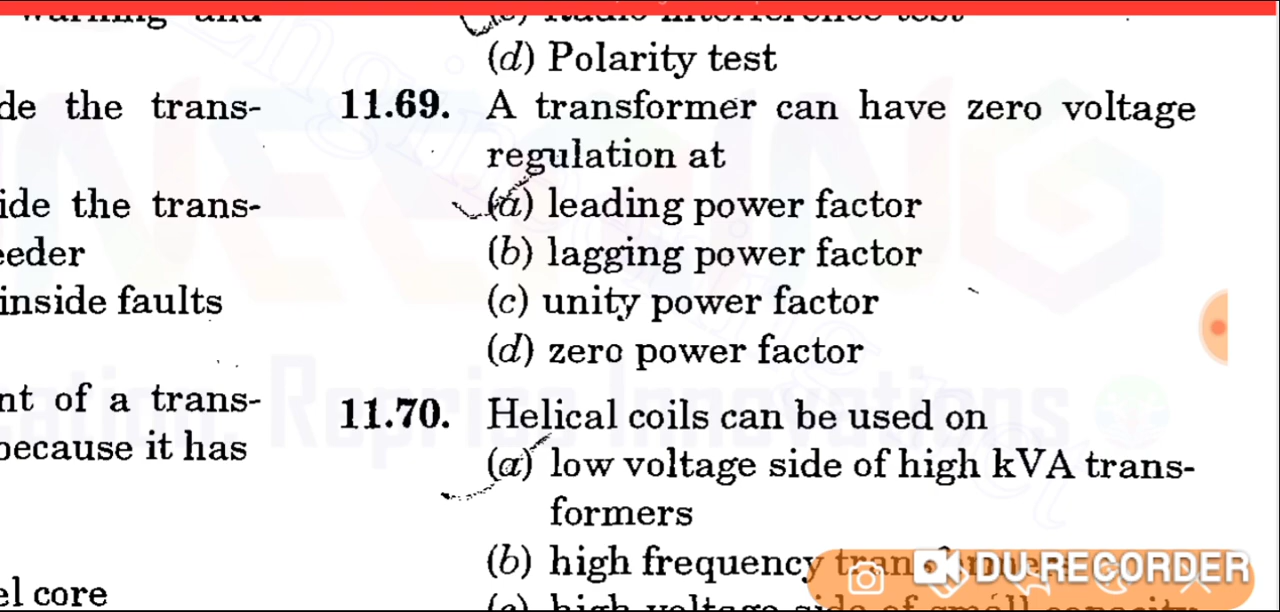 warning and
(d) Polarity test
de the trans-
11.69. A transformer can have zero voltage
regulation at
ide the trans-
(a) leading power factor
eeder
(b) lagging power factor
inside faults
(c) unity power factor
(d) zero power factor
nt of a trans-
because it has
11.70. Helical coils can be used on
(a) low voltage side of high kVA trans-
formers
(b) high frequency
DU RECORDER
el core